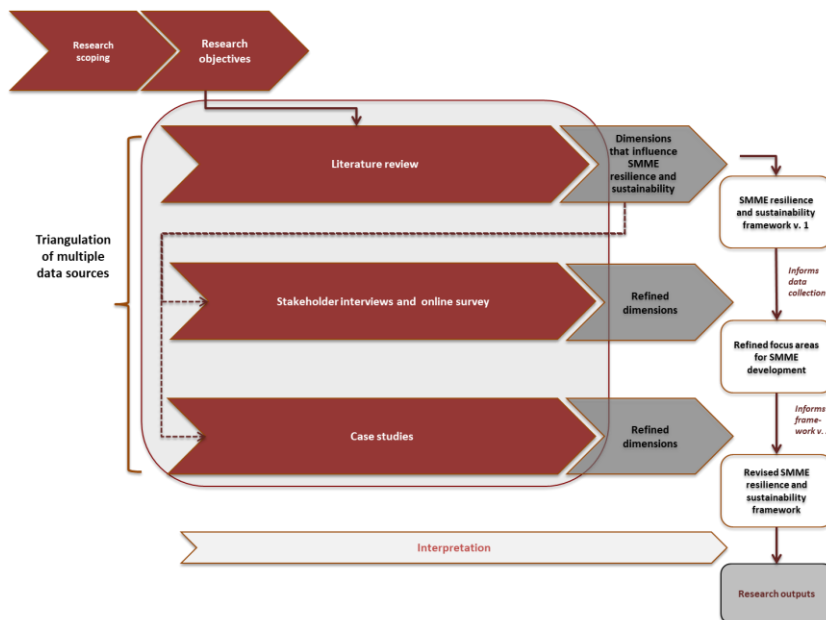 Research
scoping
Research
objectives
Literature review
Dimensions
that influence
SMME
resilience and
sustainability
SMME resilience
and sustainability
framework v. 1
Triangulation
of multiple
data sources
Informs
data
collection
Stakeholder interviews and online survey
Refined
dimensions
Refined focus areas
for SMME
development
Informs
frame-
work v.
Case studies
Refined
dimensions
Revised SMME
resilience and
sustainability
framework
Interpretation
Research outputs